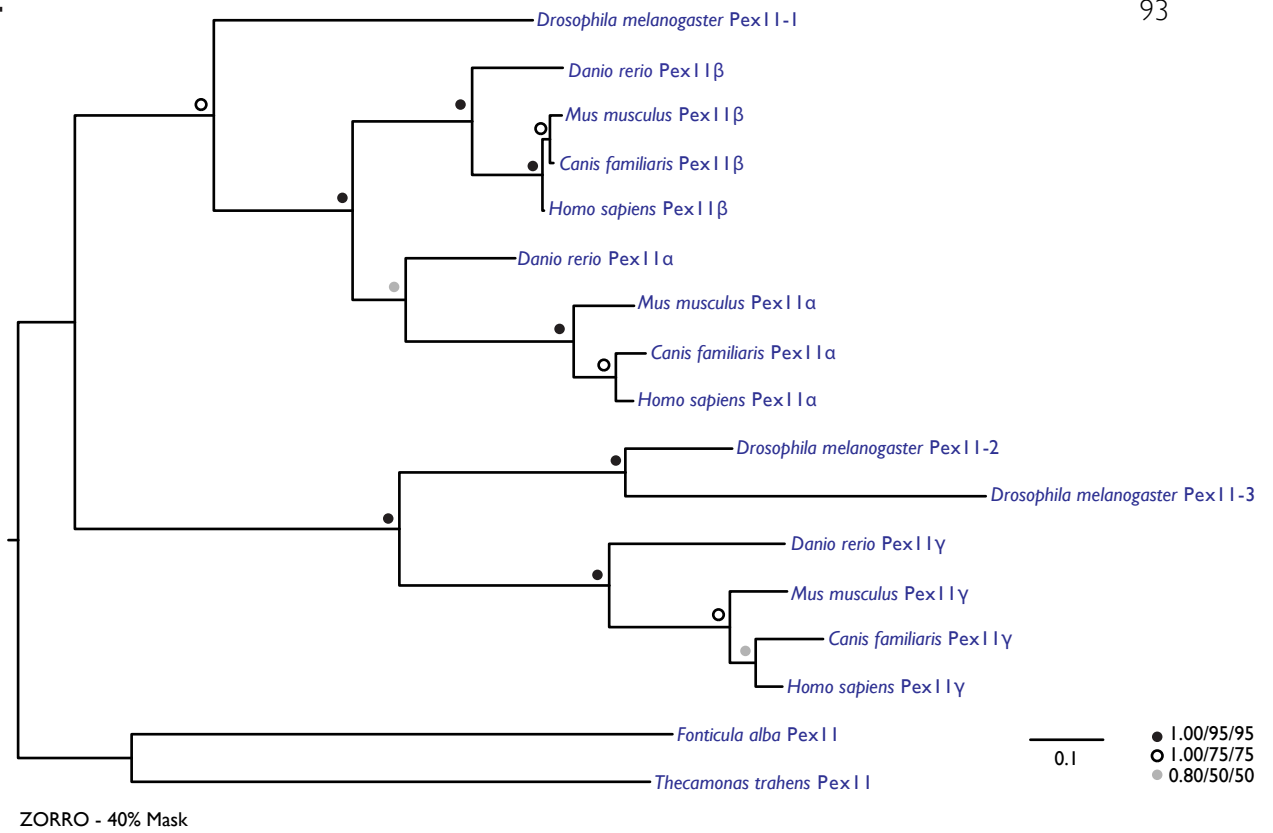 93
Drosophila melanogaster Pex11-1
Danio rerio Pex11β
Mus musculus Pex11β
Canis familiaris Pex11β
Homo sapiens Pex11β
Danio rerio Pex11α
Mus musculus Pex11α
Canis familiaris Pex11α
Homo sapiens Pex11α
Drosophila melanogaster Pex11-2
Drosophila melanogaster Pex11-3
Danio rerio Pex11γ
Mus musculus Pex11γ
Canis familiaris Pex11γ
Homo sapiens Pex11γ
Fonticula alba Pex11
Thecamonas trahens Pex11
0.1
1.00/95/95
1.00/75/75
0.80/50/50
ZORRO - 40% Mask